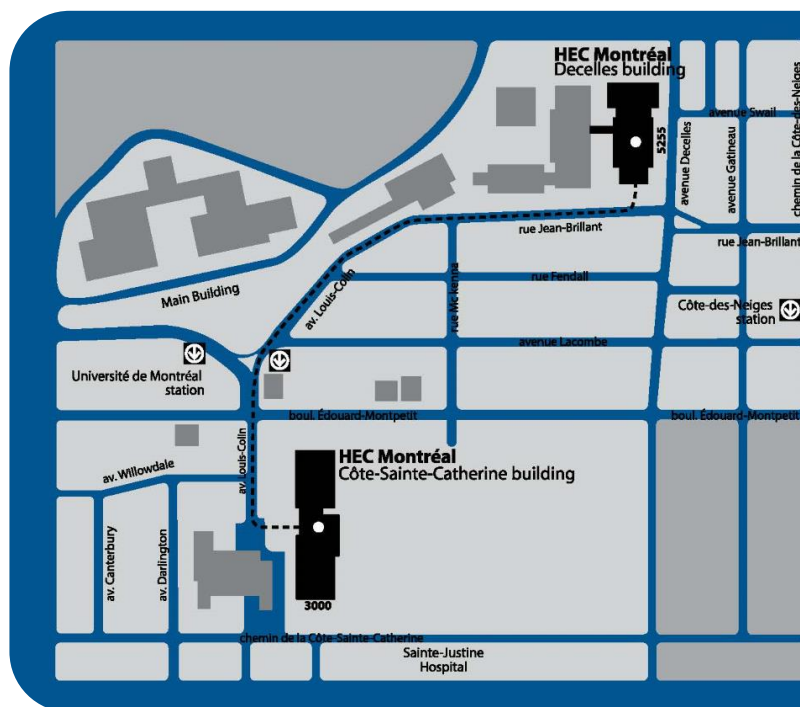 HEC Montréal
Decelles building
5255
avenue Swail
avenue Decelles
avenue Gatineau
chemin de la Côte-des-Neiges
rue Jean-Brillant
rue Jean-Brillant
rue Fendall
Main Building
av. Louis-Colin
rue Mc kenna
Côte-des-Neiges
station
avenue Lacombe
Université de Montréal
station
boul. Édouard-Montpetit
boul. Édouard-Montpetit
av. Louis-Colin
HEC Montréal
Côte-Sainte-Catherine building
av. Willowdale
av. Canterbury
av. Darlington
3000
chemin de la Côte-Sainte-Catherine
Sainte-Justine
Hospital